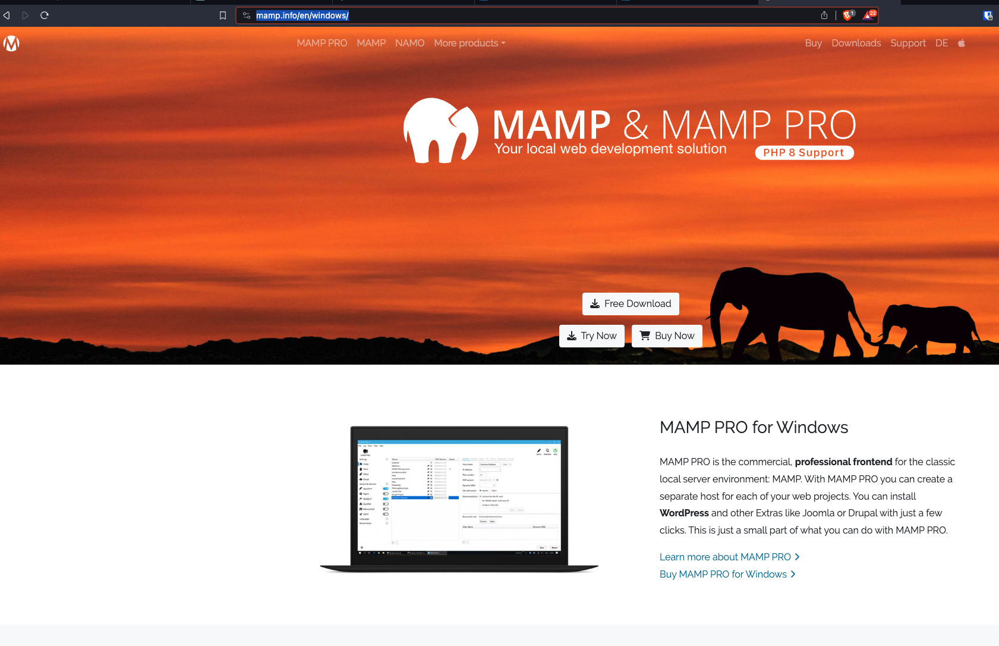 mamp.info/en/windows/
1
22
MAMP PRO MAMP NAMO More products
Buy Downloads Support DE
MAMP & MAMP PRO
Your local web development solution
PHP 8 Support
Free Download
Try Now
Buy Now
MAMP PRO for Windows
MAMP PRO is the commercial, professional frontend for the classic
local server environment: MAMP. With MAMP PRO you can create a
separate host for each of your web projects. You can install
WordPress and other Extras like Joomla or Drupal with just a few
clicks. This is just a small part of what you can do with MAMP PRO.
Learn more about MAMP PRO
Buy MAMP PRO for Windows